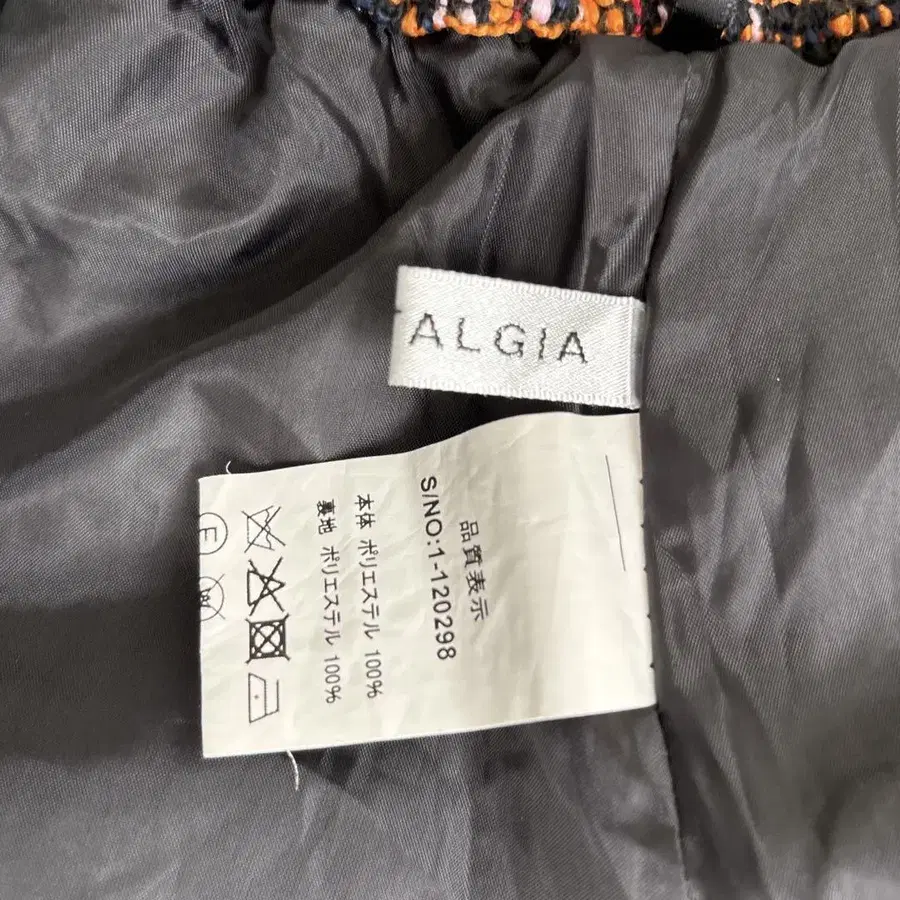 ALGIA
品質表示
S/NO:1-120298
本体 ポリエステル 100%
裏地 ポリエステル 100%
F
W